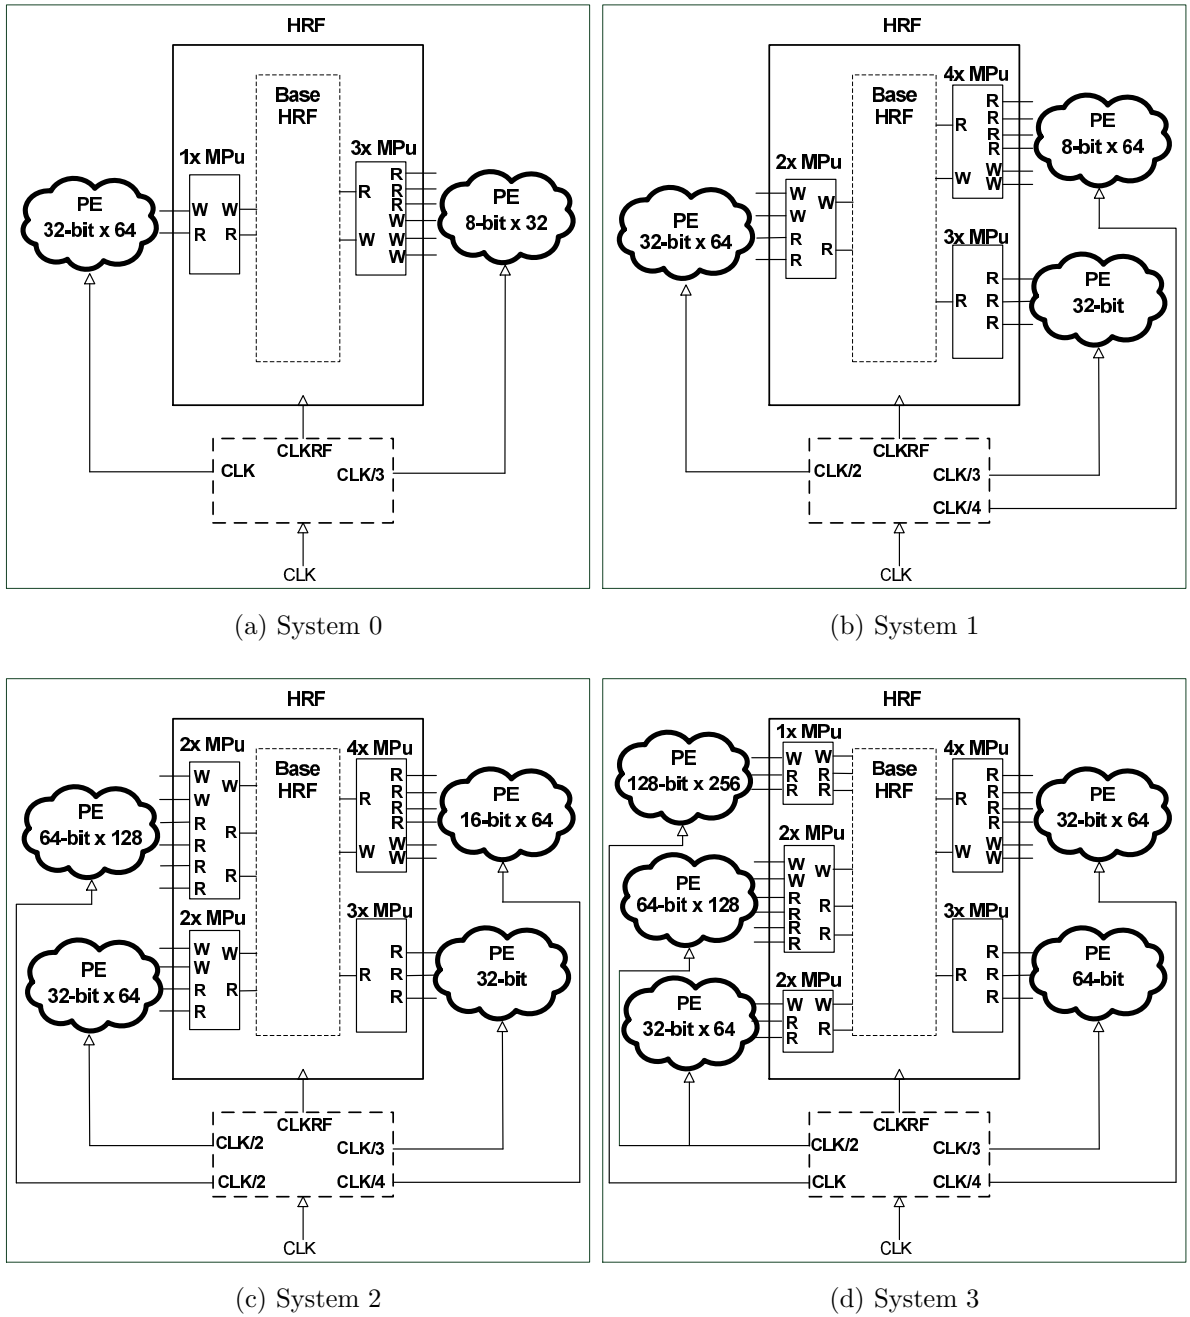 HRF
Base
HRF
1x MPu
3x MPu
PE
32-bit x 64
W W
R R
R
R
R
R
W
W
W
W
PE
8-bit x 32
CLKRF
CLK
CLK/3
CLK
(a) System 0
HRF
Base
HRF
4x MPu
R
R
R
R
R
W
W
W
PE
8-bit x 64
2x MPu
PE
32-bit x 64
W
W
W
R
R
R
3x MPu
R
R
R
R
PE
32-bit
CLKRF
CLK/2
CLK/3
CLK/4
CLK
(b) System 1
HRF
2x MPu
Base
HRF
4x MPu
PE
64-bit x 128
W
W
W
R
R
R
R
R
R
R
R
R
R
R
W
W
W
PE
16-bit x 64
2x MPu
PE
32-bit x 64
W
W
W
R
R
R
3x MPu
R
R
R
R
PE
32-bit
CLKRF
CLK/2
CLK/3
CLK/2
CLK/4
CLK
(c) System 2
HRF
1x MPu
Base
HRF
4x MPu
PE
128-bit x 256
W W
R R
R R
R
R
R
R
R
W
W
W
PE
32-bit x 64
2x MPu
PE
64-bit x 128
W
W
W
R
R
R
R
R
R
3x MPu
R
R
R
R
PE
64-bit
2x MPu
PE
32-bit x 64
W W
R
R
R
CLKRF
CLK/2
CLK/3
CLK
CLK/4
CLK
(d) System 3